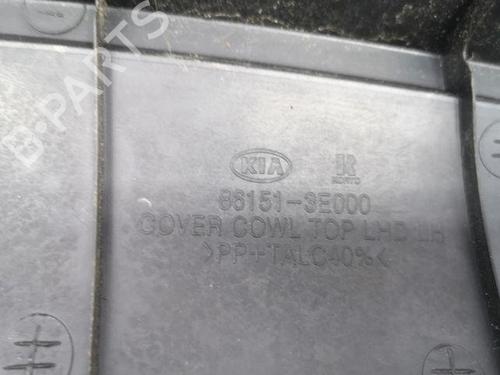 B-PARTS
KIA
86151-3E000
COVER COWL TOP LHD LH
>PP+TALC40%<